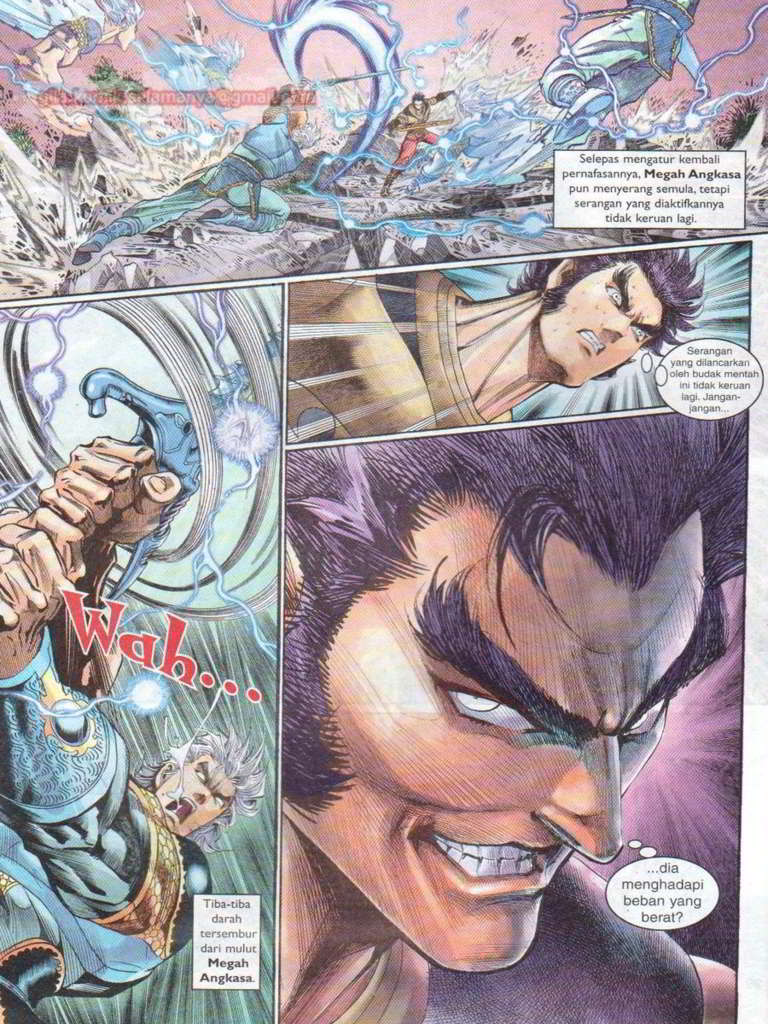 Selepas mengatur kembali
pernafasannya, Megah Angkasa
pun menyerang semula, tetapi
serangan yang diaktifkannya
tidak keruan lagi.
Serangan
yang dilancarkan
oleh budak mentah
ini tidak keruan
lagi. Jangan-
jangan...
Wah...
Tiba-tiba
darah
tersembur
dari mulut
Megah
Angkasa.
...dia
menghadapi
beban yang
berat?